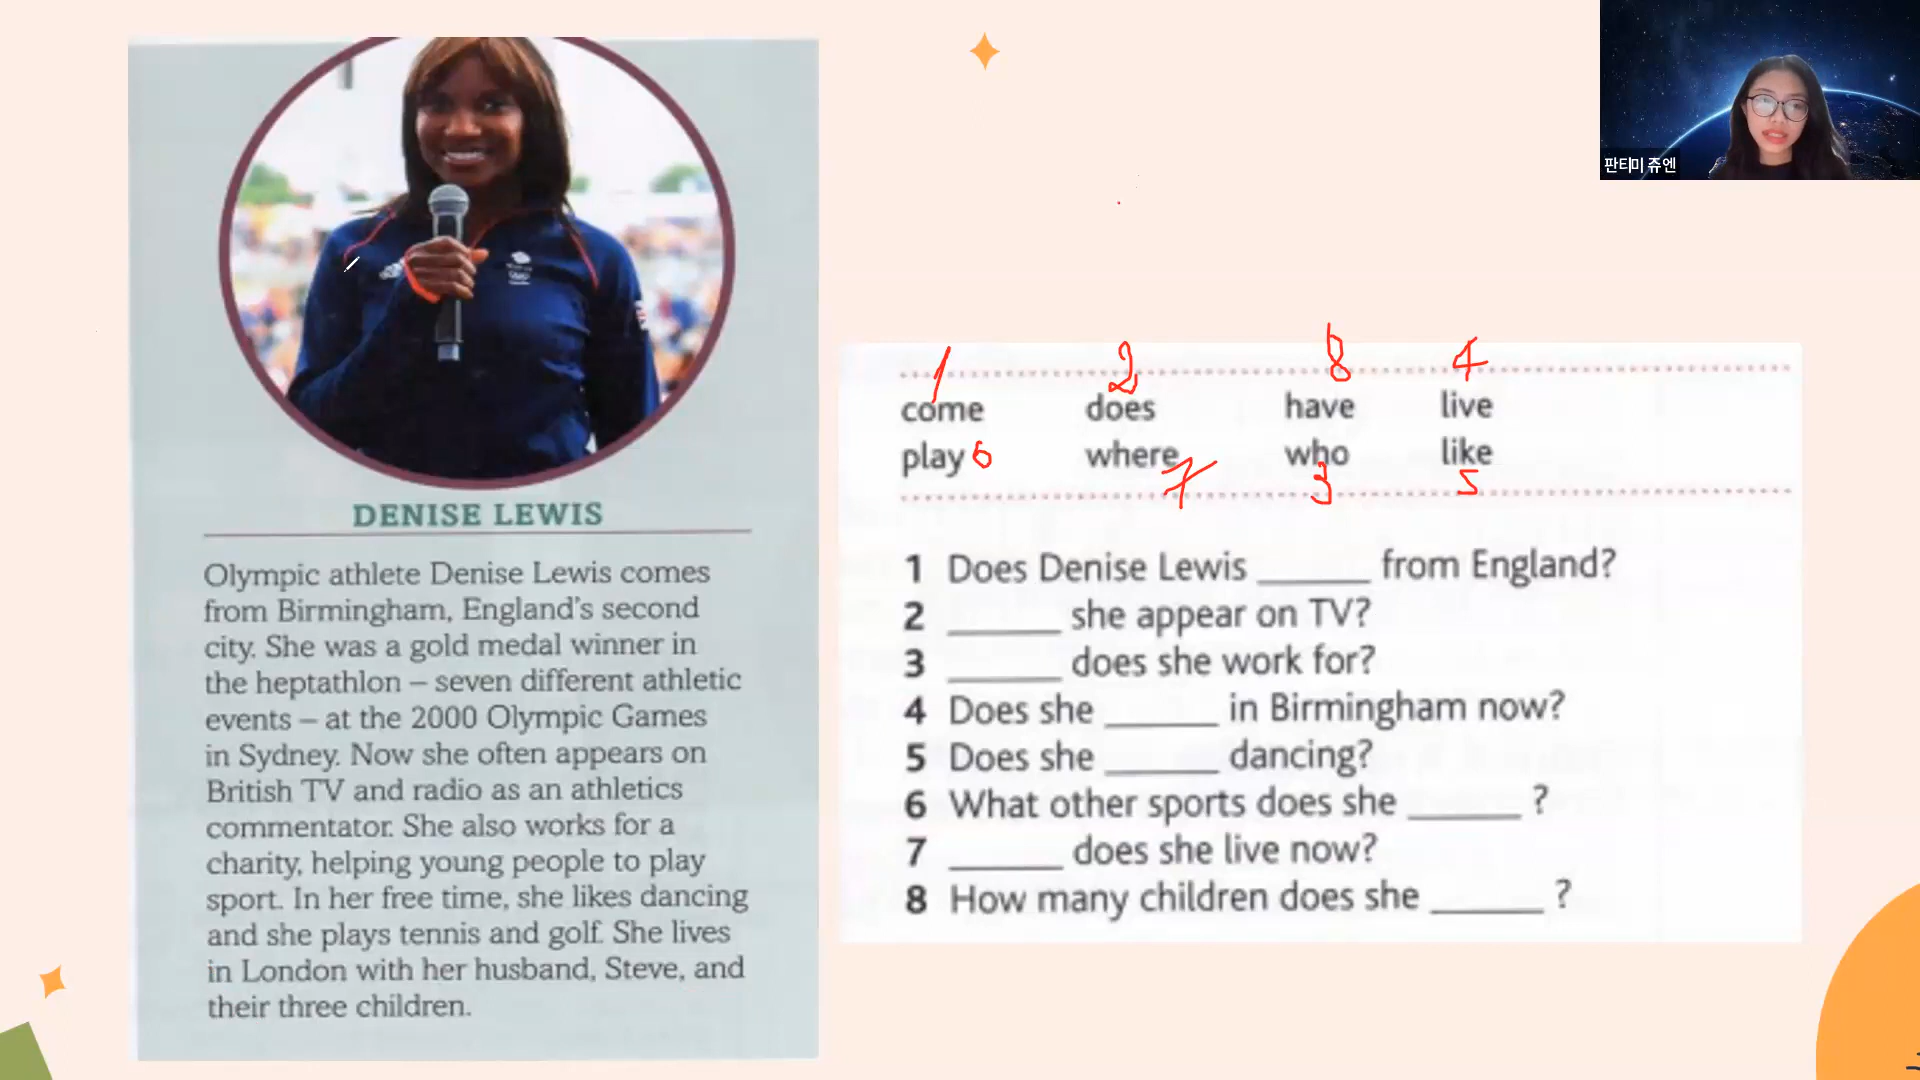 판티미 쥬엔
DENISE LEWIS
Olympic athlete Denise Lewis comes
from Birmingham, England's second
city. She was a gold medal winner in
the heptathlon – seven different athletic
events – at the 2000 Olympic Games
in Sydney. Now she often appears on
British TV and radio as an athletics
commentator. She also works for a
charity, helping young people to play
sport. In her free time, she likes dancing
and she plays tennis and golf. She lives
in London with her husband, Steve, and
their three children.
1 2 8 4
come does have live
play 6 where who like
7 3 5
1 Does Denise Lewis ______ from England?
2 ______ she appear on TV?
3 ______ does she work for?
4 Does she ______ in Birmingham now?
5 Does she ______ dancing?
6 What other sports does she ______ ?
7 ______ does she live now?
8 How many children does she ______ ?